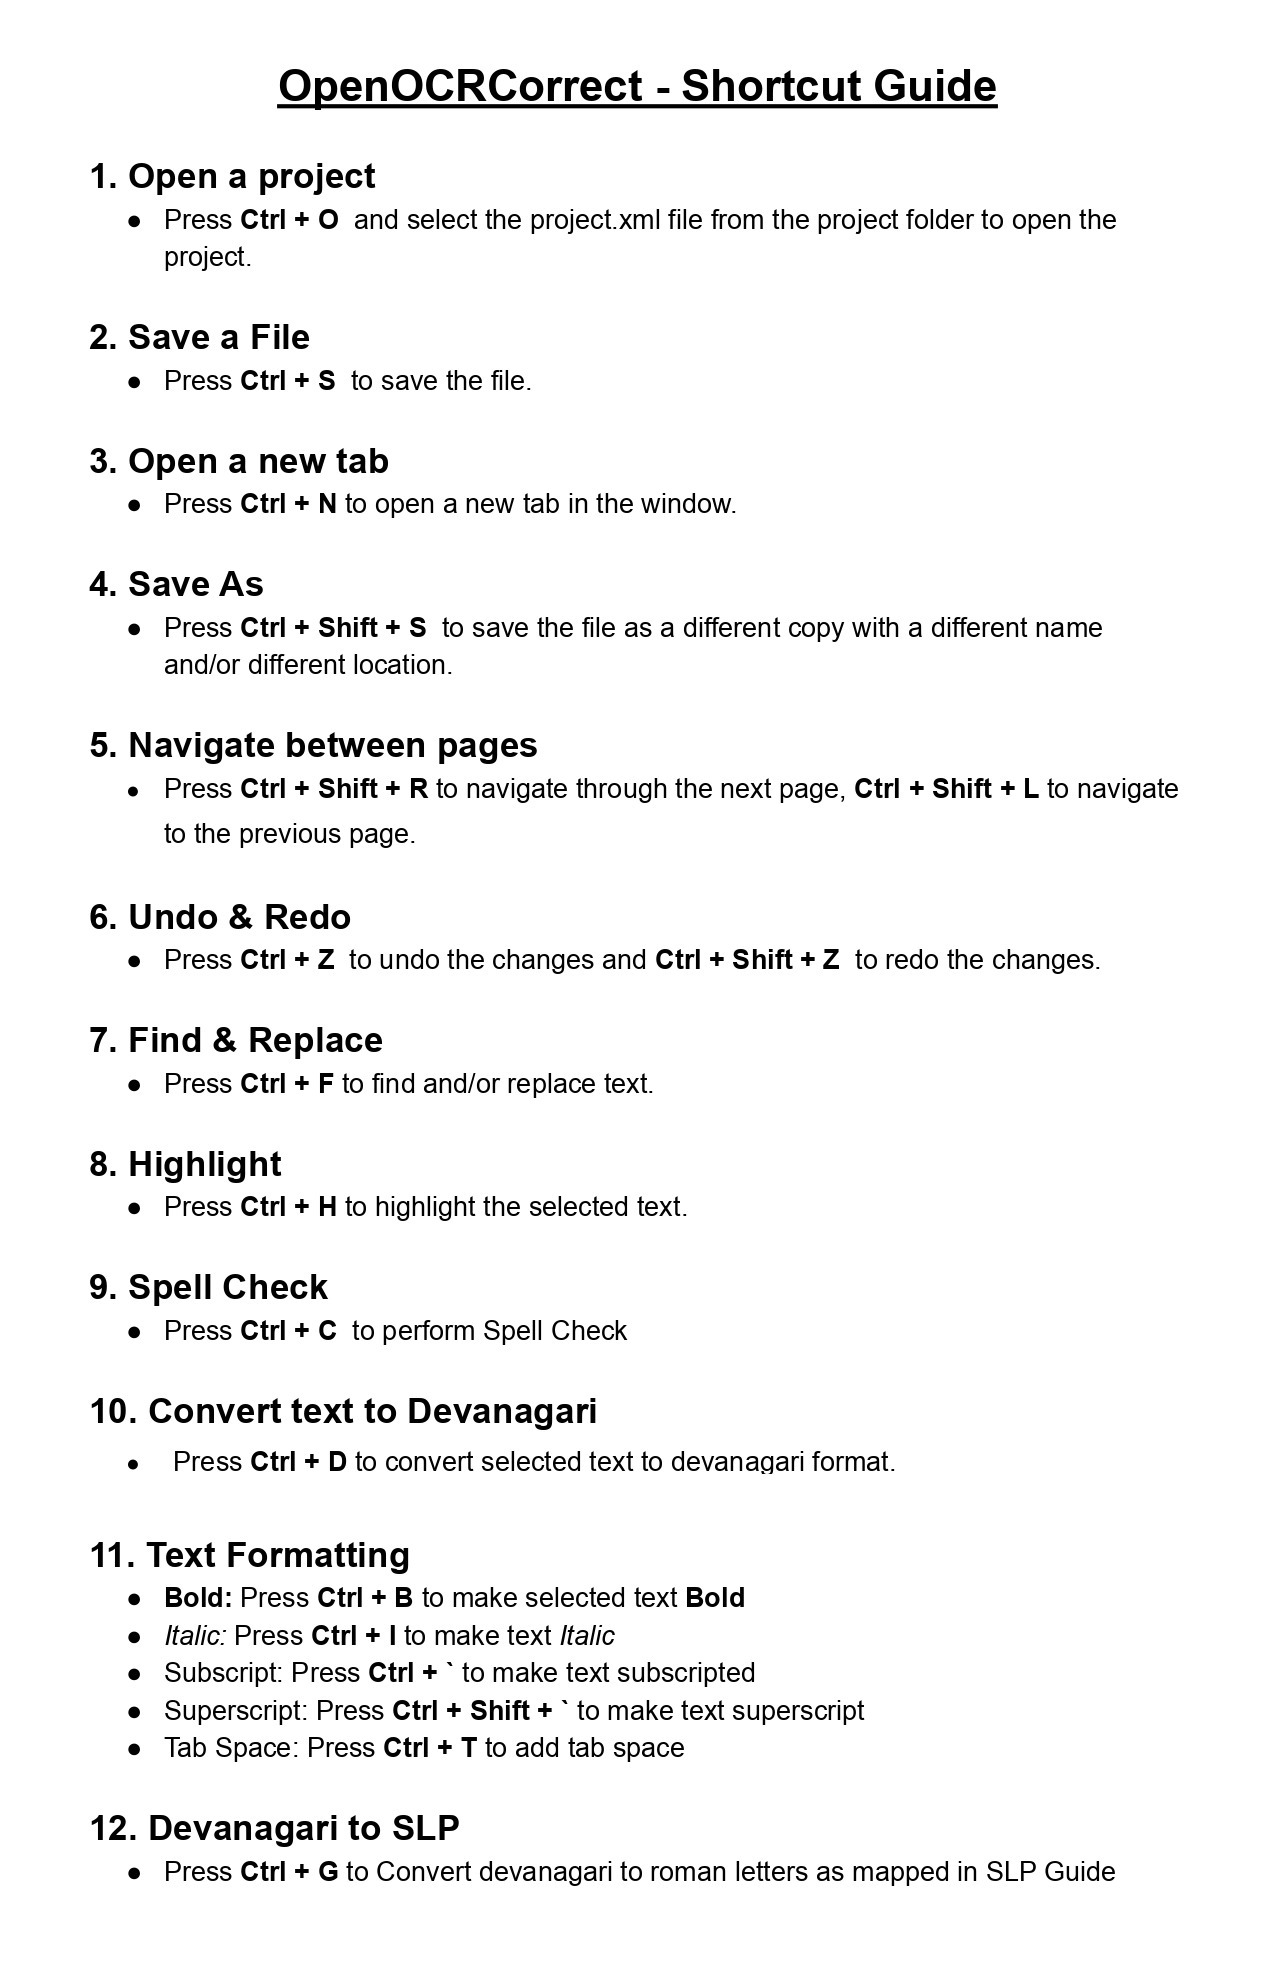 OpenOCRCorrect - Shortcut Guide
1. Open a project
● Press Ctrl + O  and select the project.xml file from the project folder to open the
project.
2. Save a File
● Press Ctrl + S  to save the file.
3. Open a new tab
● Press Ctrl + N to open a new tab in the window.
4. Save As
● Press Ctrl + Shift + S  to save the file as a different copy with a different name
and/or different location.
5. Navigate between pages
● Press Ctrl + Shift + R to navigate through the next page, Ctrl + Shift + L to navigate
to the previous page.
6. Undo & Redo
● Press Ctrl + Z  to undo the changes and Ctrl + Shift + Z  to redo the changes.
7. Find & Replace
● Press Ctrl + F to find and/or replace text.
8. Highlight
● Press Ctrl + H to highlight the selected text.
9. Spell Check
● Press Ctrl + C  to perform Spell Check
10. Convert text to Devanagari
● Press Ctrl + D to convert selected text to devanagari format.
11. Text Formatting
● Bold: Press Ctrl + B to make selected text Bold
● Italic: Press Ctrl + I to make text Italic
● Subscript: Press Ctrl + ` to make text subscripted
● Superscript: Press Ctrl + Shift + ` to make text superscript
● Tab Space: Press Ctrl + T to add tab space
12. Devanagari to SLP
● Press Ctrl + G to Convert devanagari to roman letters as mapped in SLP Guide